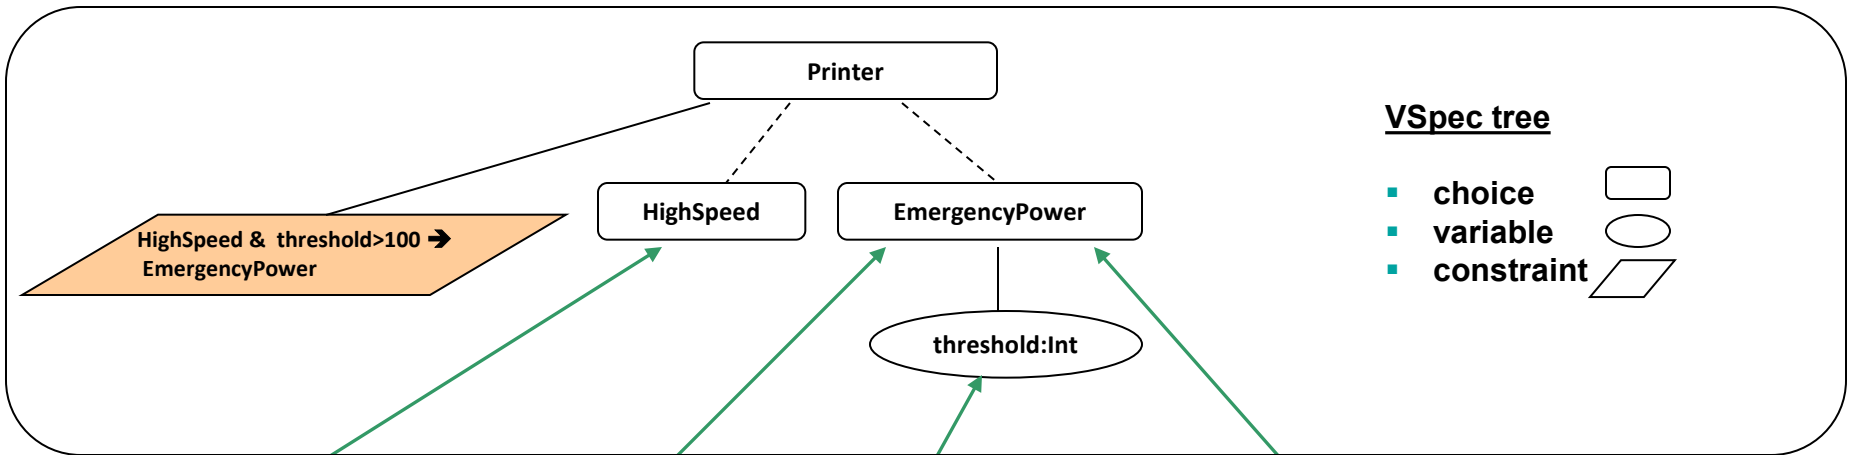 Printer
VSpec tree
▪ choice
HighSpeed
EmergencyPower
▪ variable
HighSpeed & threshold>100 ➔
EmergencyPower
▪ constraint
threshold:Int